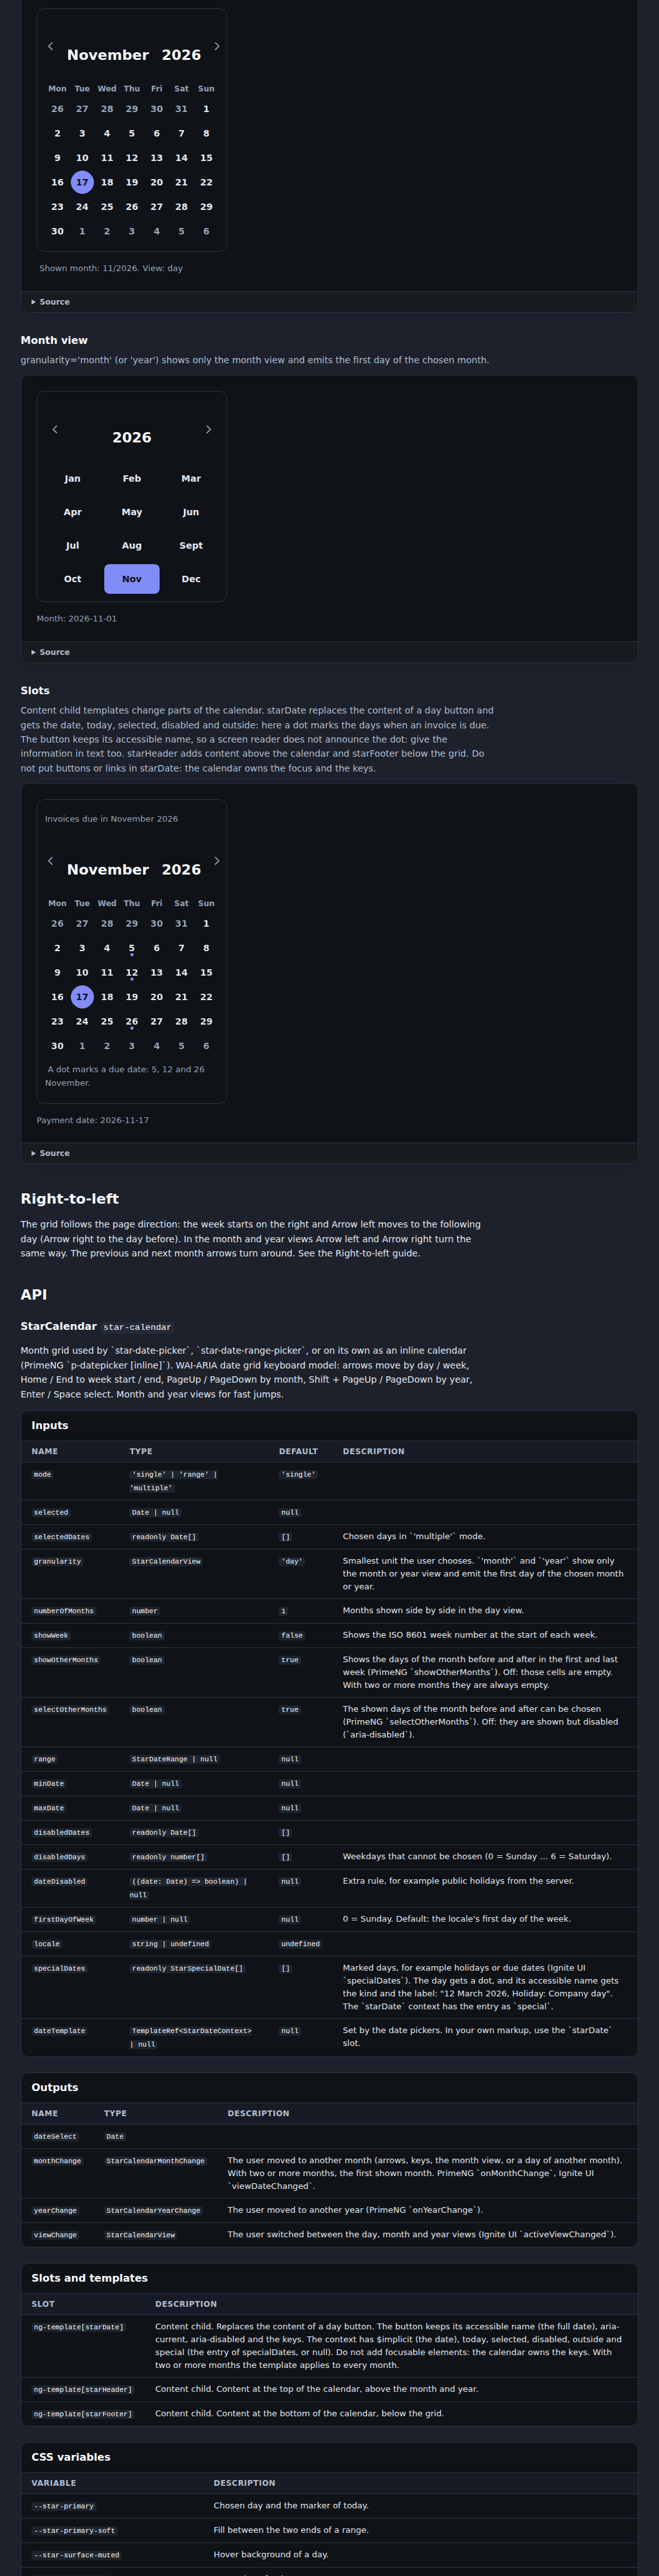 November 2026
Mon Tue Wed Thu Fri Sat Sun
26 27 28 29 30 31 1
2 3 4 5 6 7 8
9 10 11 12 13 14 15
16 17 18 19 20 21 22
23 24 25 26 27 28 29
30 1 2 3 4 5 6
Shown month: 11/2026. View: day
Source
Month view
granularity='month' (or 'year') shows only the month view and emits the first day of the chosen month.
2026
Jan Feb Mar
Apr May Jun
Jul Aug Sept
Oct Nov Dec
Month: 2026-11-01
Source
Slots
Content child templates change parts of the calendar. starDate replaces the content of a day button and
gets the date, today, selected, disabled and outside: here a dot marks the days when an invoice is due.
The button keeps its accessible name, so a screen reader does not announce the dot: give the
information in text too. starHeader adds content above the calendar and starFooter below the grid. Do
not put buttons or links in starDate: the calendar owns the focus and the keys.
Invoices due in November 2026
November 2026
Mon Tue Wed Thu Fri Sat Sun
26 27 28 29 30 31 1
2 3 4 5 6 7 8
9 10 11 12 13 14 15
16 17 18 19 20 21 22
23 24 25 26 27 28 29
30 1 2 3 4 5 6
A dot marks a due date: 5, 12 and 26
November.
Payment date: 2026-11-17
Source
Right-to-left
The grid follows the page direction: the week starts on the right and Arrow left moves to the following
day (Arrow right to the day before). In the month and year views Arrow left and Arrow right turn the
same way. The previous and next month arrows turn around. See the Right-to-left guide.
API
StarCalendar star-calendar
Month grid used by `star-date-picker`, `star-date-range-picker`, or on its own as an inline calendar
(PrimeNG `p-datepicker [inline]`). WAI-ARIA date grid keyboard model: arrows move by day / week,
Home / End to week start / end, PageUp / PageDown by month, Shift + PageUp / PageDown by year,
Enter / Space select. Month and year views for fast jumps.
Inputs
NAME TYPE DEFAULT DESCRIPTION
mode 'single' | 'range' | 'single'
'multiple'
selected Date | null null
selectedDates readonly Date[] [] Chosen days in `'multiple'` mode.
granularity StarCalendarView 'day' Smallest unit the user chooses. `'month'` and `'year'` show only
the month or year view and emit the first day of the chosen month
or year.
numberOfMonths number 1 Months shown side by side in the day view.
showWeek boolean false Shows the ISO 8601 week number at the start of each week.
showOtherMonths boolean true Shows the days of the month before and after in the first and last
week (PrimeNG `showOtherMonths`). Off: those cells are empty.
With two or more months they are always empty.
selectOtherMonths boolean true The shown days of the month before and after can be chosen
(PrimeNG `selectOtherMonths`). Off: they are shown but disabled
(`aria-disabled`).
range StarDateRange | null null
minDate Date | null null
maxDate Date | null null
disabledDates readonly Date[] []
disabledDays readonly number[] [] Weekdays that cannot be chosen (0 = Sunday … 6 = Saturday).
dateDisabled ((date: Date) => boolean) | null Extra rule, for example public holidays from the server.
null
firstDayOfWeek number | null null 0 = Sunday. Default: the locale's first day of the week.
locale string | undefined undefined
specialDates readonly StarSpecialDate[] [] Marked days, for example holidays or due dates (Ignite UI
`specialDates`). The day gets a dot, and its accessible name gets
the kind and the label: "12 March 2026, Holiday: Company day".
The `starDate` context has the entry as `special`.
dateTemplate TemplateRef<StarDateContext> null Set by the date pickers. In your own markup, use the `starDate`
| null slot.
Outputs
NAME TYPE DESCRIPTION
dateSelect Date
monthChange StarCalendarMonthChange The user moved to another month (arrows, keys, the month view, or a day of another month).
With two or more months, the first shown month. PrimeNG `onMonthChange`, Ignite UI
`viewDateChanged`.
yearChange StarCalendarYearChange The user moved to another year (PrimeNG `onYearChange`).
viewChange StarCalendarView The user switched between the day, month and year views (Ignite UI `activeViewChanged`).
Slots and templates
SLOT DESCRIPTION
ng-template[starDate] Content child. Replaces the content of a day button. The button keeps its accessible name (the full date), aria-
current, aria-disabled and the keys. The context has $implicit (the date), today, selected, disabled, outside and
special (the entry of specialDates, or null). Do not add focusable elements: the calendar owns the keys. With
two or more months the template applies to every month.
ng-template[starHeader] Content child. Content at the top of the calendar, above the month and year.
ng-template[starFooter] Content child. Content at the bottom of the calendar, below the grid.
CSS variables
VARIABLE DESCRIPTION
--star-primary Chosen day and the marker of today.
--star-primary-soft Fill between the two ends of a range.
--star-surface-muted Hover background of a day.